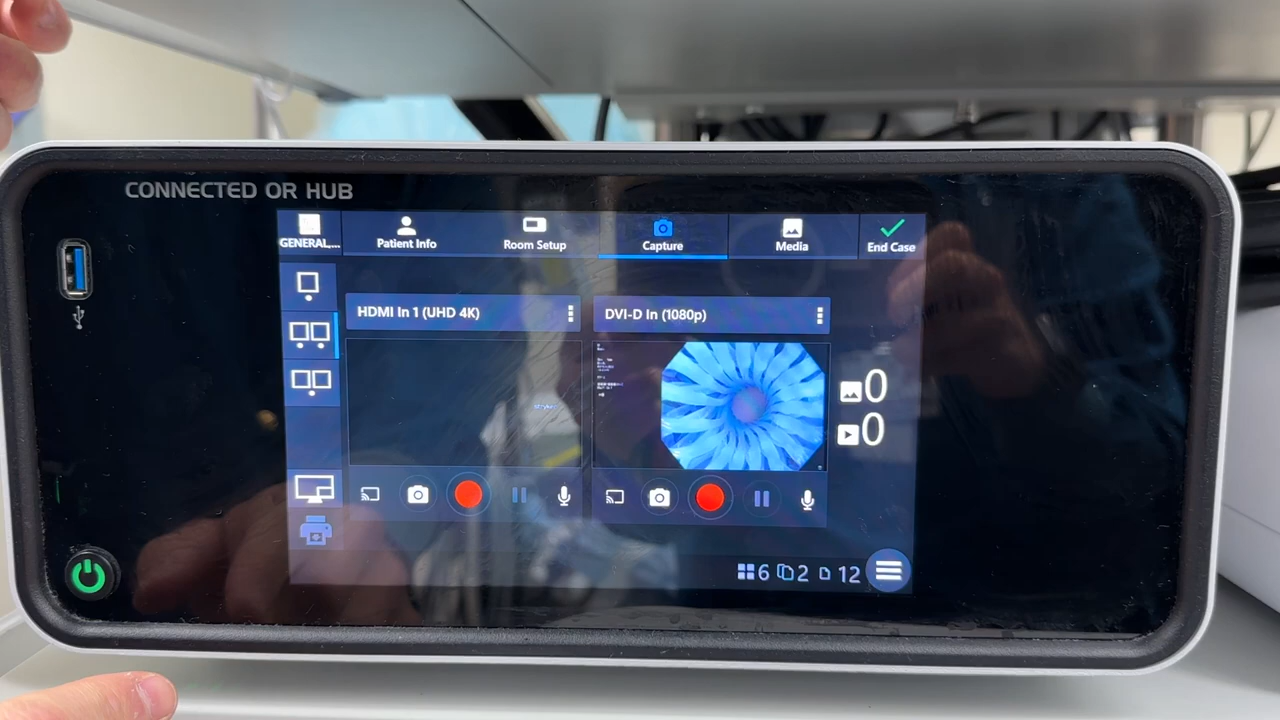 CONNECTED OR HUB
GENERAL,...
Patient Info
Room Setup
Capture
Media
End Case
HDMI In 1 (UHD 4K)
DVI-D In (1080p)
stryker
0
0
6 2 12